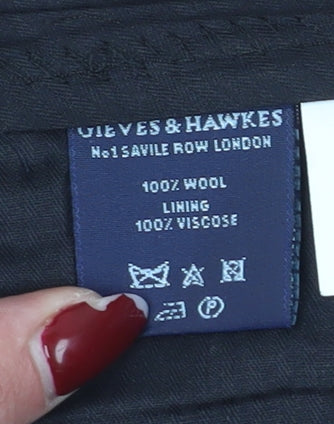 GIEVES & HAWKES
No1 SAVILE ROW LONDON
100% WOOL
LINING
100% VISCOSE
P